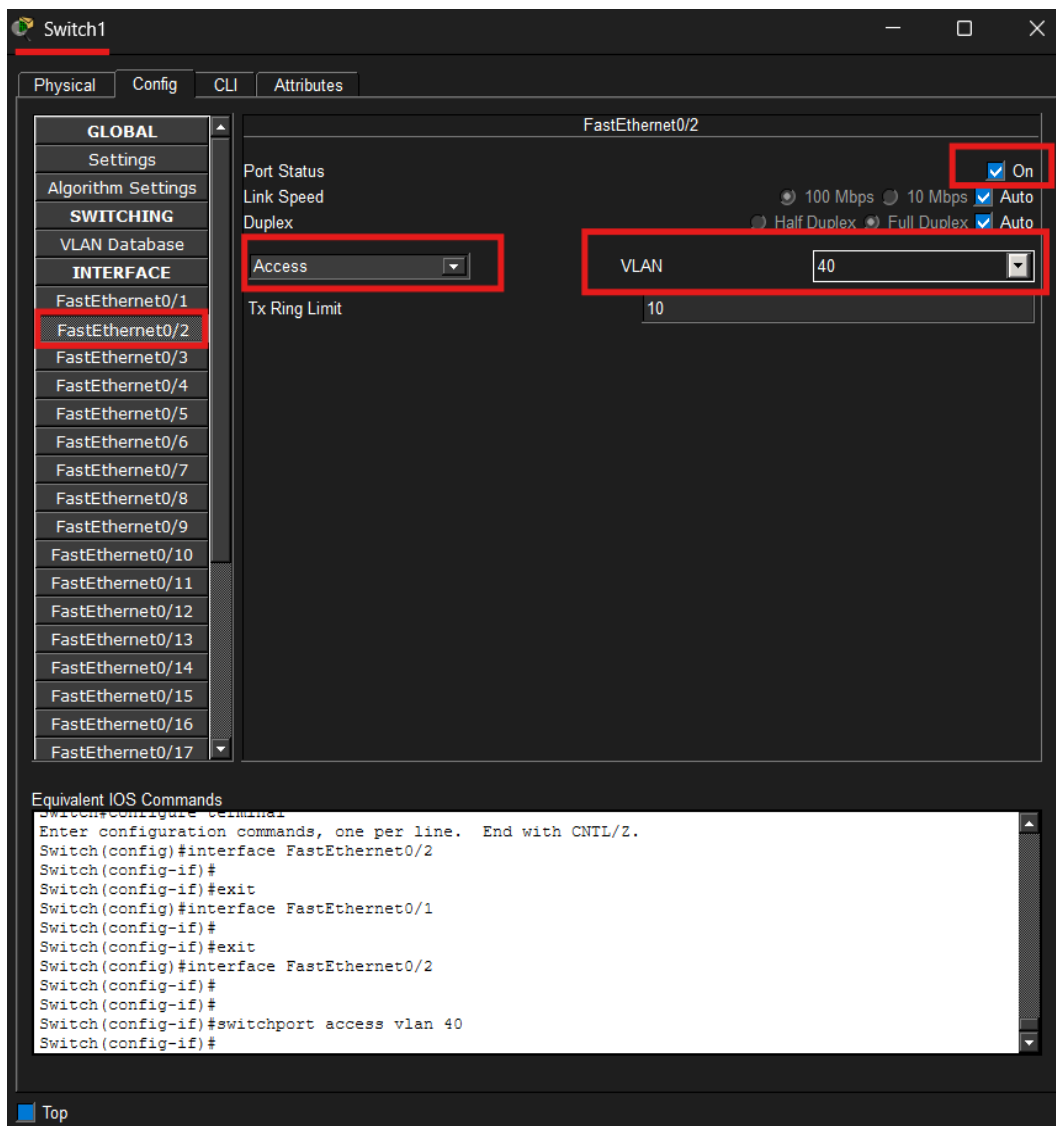 Switch1
Physical Config CLI Attributes
GLOBAL
Settings
Algorithm Settings
SWITCHING
VLAN Database
INTERFACE
FastEthernet0/1
FastEthernet0/2
FastEthernet0/3
FastEthernet0/4
FastEthernet0/5
FastEthernet0/6
FastEthernet0/7
FastEthernet0/8
FastEthernet0/9
FastEthernet0/10
FastEthernet0/11
FastEthernet0/12
FastEthernet0/13
FastEthernet0/14
FastEthernet0/15
FastEthernet0/16
FastEthernet0/17
FastEthernet0/2
Port Status On
Link Speed 100 Mbps 10 Mbps Auto
Duplex Half Duplex Full Duplex Auto
Access VLAN 40
Tx Ring Limit 10
Equivalent IOS Commands
Switch#configure terminal
Enter configuration commands, one per line. End with CNTL/Z.
Switch(config)#interface FastEthernet0/2
Switch(config-if)#
Switch(config-if)#exit
Switch(config)#interface FastEthernet0/1
Switch(config-if)#
Switch(config-if)#exit
Switch(config)#interface FastEthernet0/2
Switch(config-if)#
Switch(config-if)#
Switch(config-if)#switchport access vlan 40
Switch(config-if)#
Top